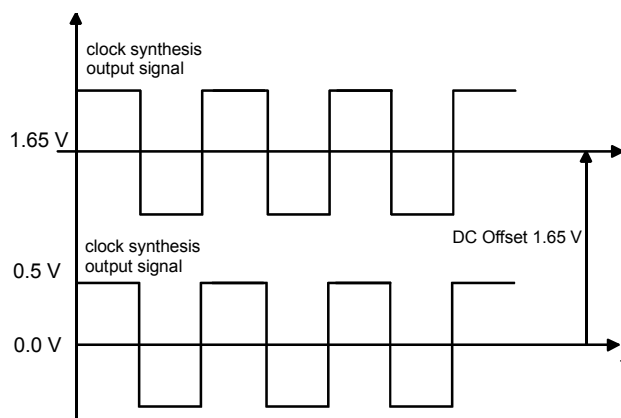 clock synthesis
output signal
1.65 V
clock synthesis
output signal
DC Offset 1.65 V
0.5 V
0.0 V